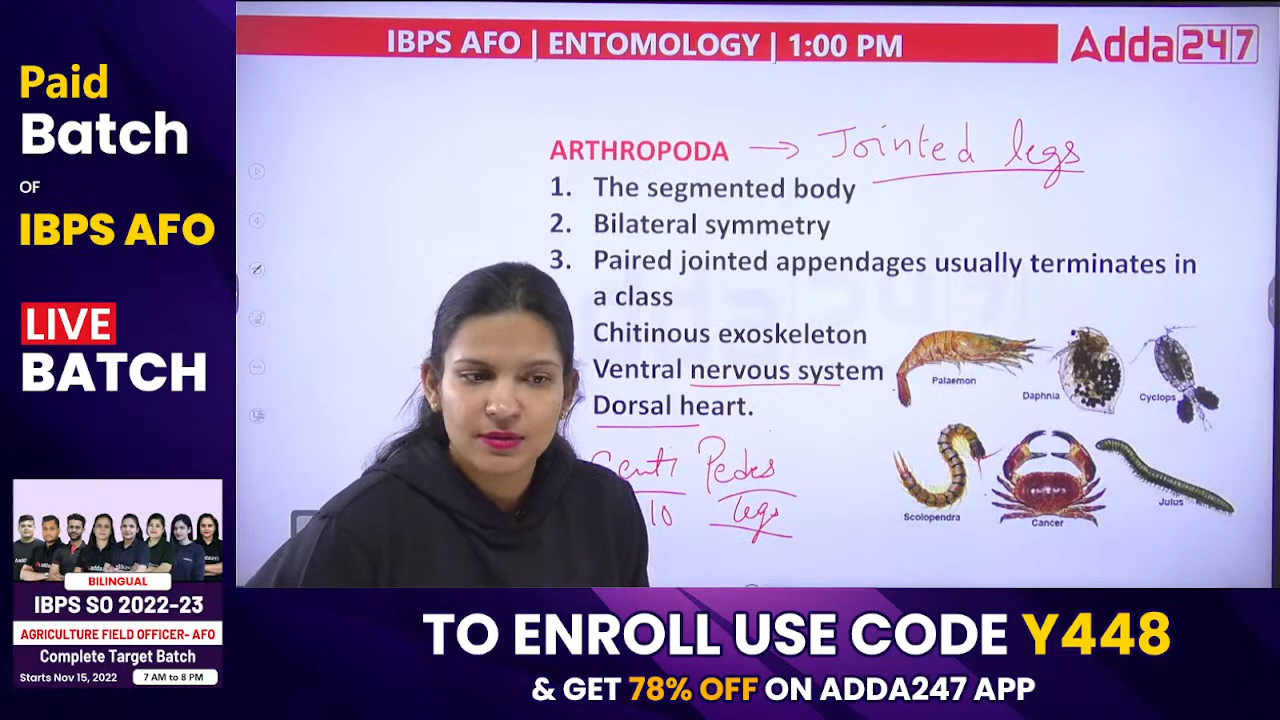 Paid
Batch
OF
IBPS AFO
LIVE
BATCH
BILINGUAL
IBPS SO 2022-23
AGRICULTURE FIELD OFFICER- AFO
Complete Target Batch
Starts Nov 15, 2022
7 AM to 8 PM
IBPS AFO | ENTOMOLOGY | 1:00 PM
Adda247
ARTHROPODA → Jointed legs
1. The segmented body
2. Bilateral symmetry
3. Paired jointed appendages usually terminates in
a class
Chitinous exoskeleton
Ventral nervous system
Dorsal heart.
Centi Pedes
10 legs
Palaemon
Daphnia
Cyclops
Scolopendra
Cancer
Julus
TO ENROLL USE CODE Y448
& GET 78% OFF ON ADDA247 APP